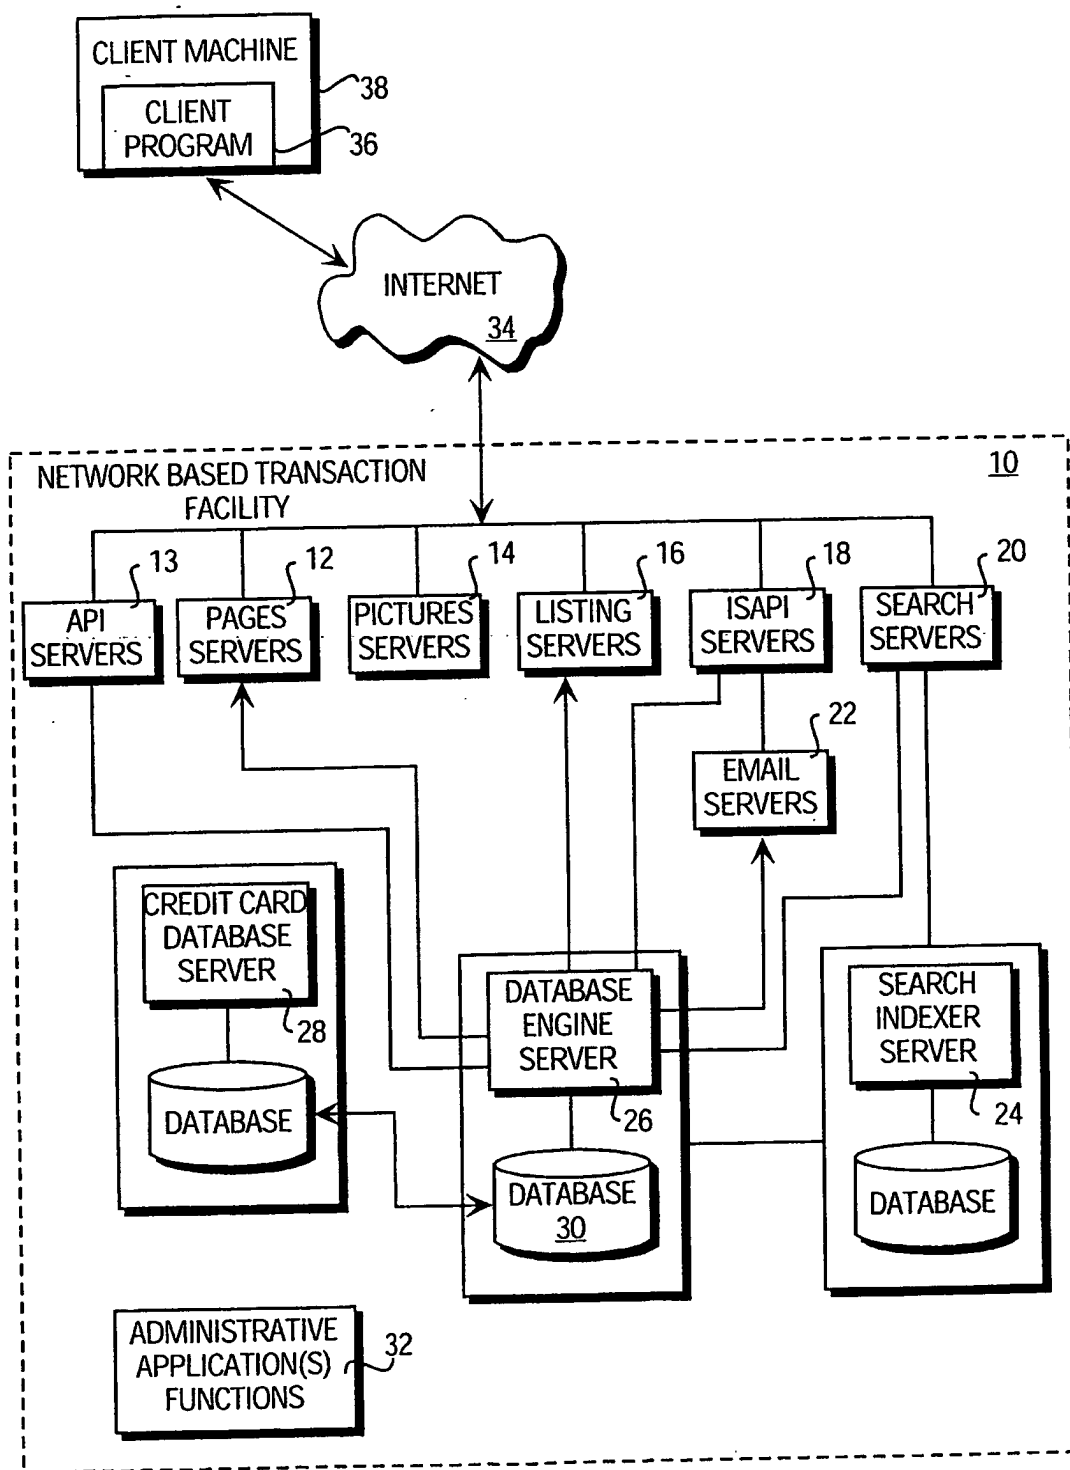 CLIENT MACHINE
38
CLIENT
PROGRAM
36
INTERNET
34
10
NETWORK BASED TRANSACTION
FACILITY
13
12
14
16
18
20
API
SERVERS
PAGES
SERVERS
PICTURES
SERVERS
LISTING
SERVERS
ISAPI
SERVERS
SEARCH
SERVERS
22
EMAIL
SERVERS
CREDIT CARD
DATABASE
SERVER
28
DATABASE
DATABASE
ENGINE
SERVER
26
DATABASE
30
SEARCH
INDEXER
SERVER
24
DATABASE
ADMINISTRATIVE
APPLICATION(S)
FUNCTIONS
32